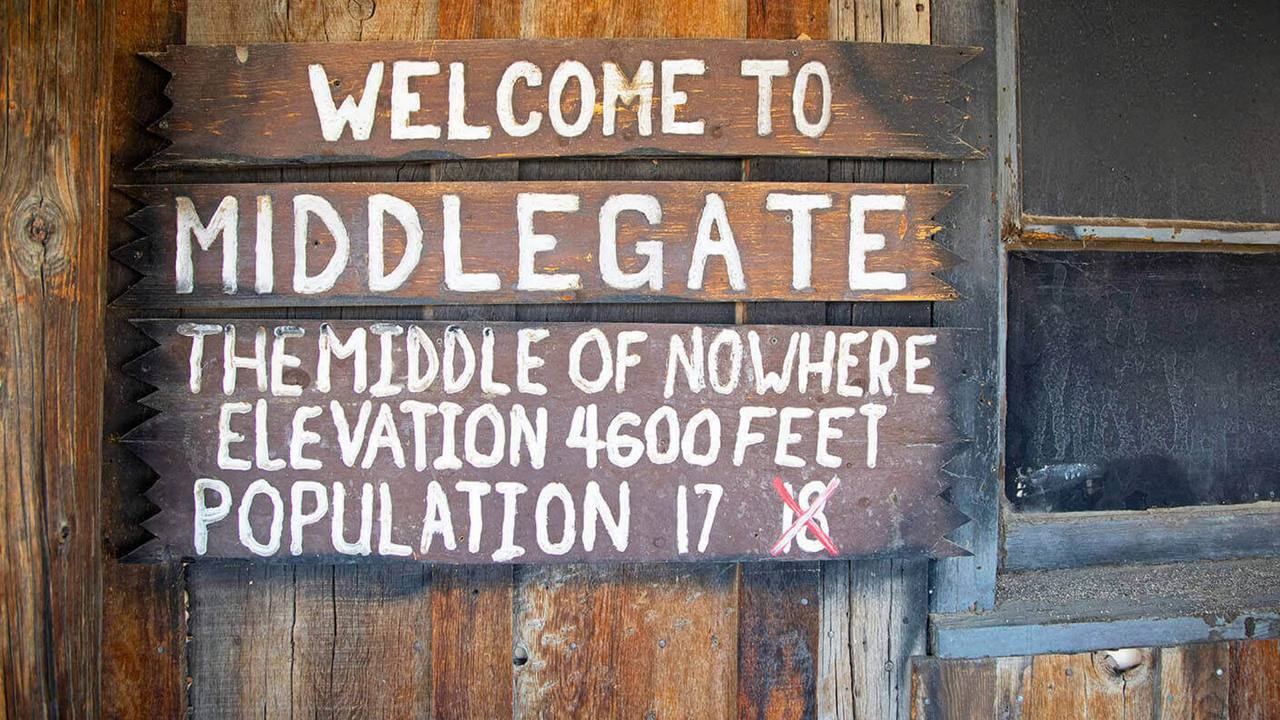 WELCOME TO
MIDDLEGATE
THE MIDDLE OF NOWHERE
ELEVATION 4600 FEET
POPULATION 17 18